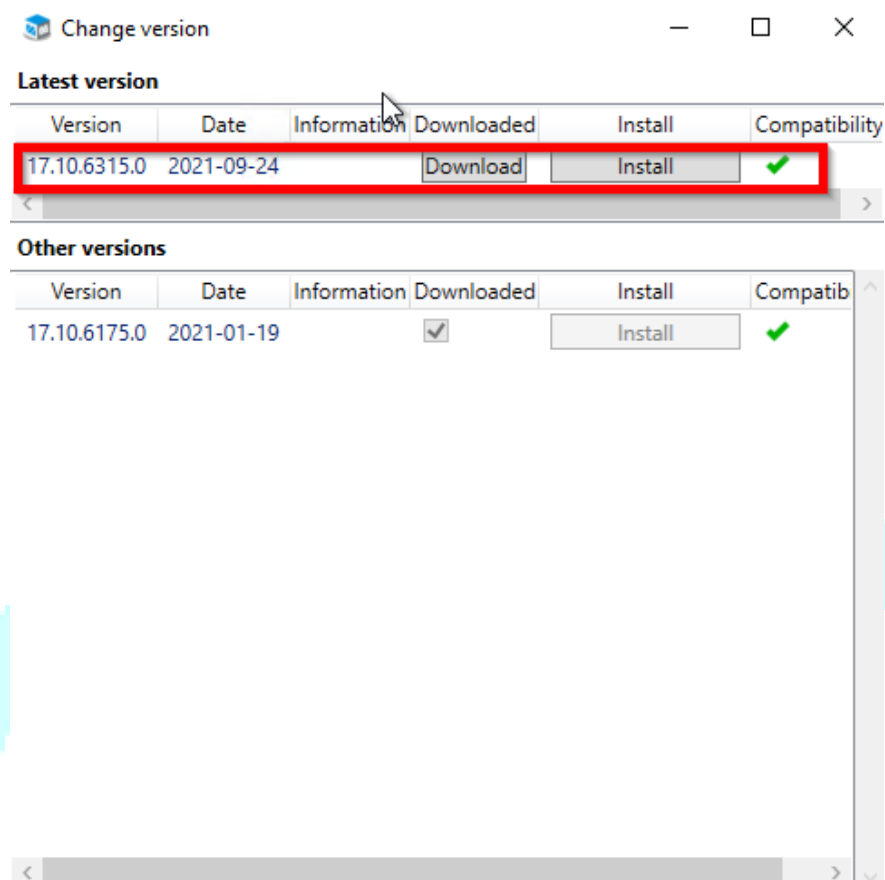 Change version
Latest version
Version Date Information Downloaded Install Compatibility
17.10.6315.0 2021-09-24 Download Install
Other versions
Version Date Information Downloaded Install Compatib
17.10.6175.0 2021-01-19 Install